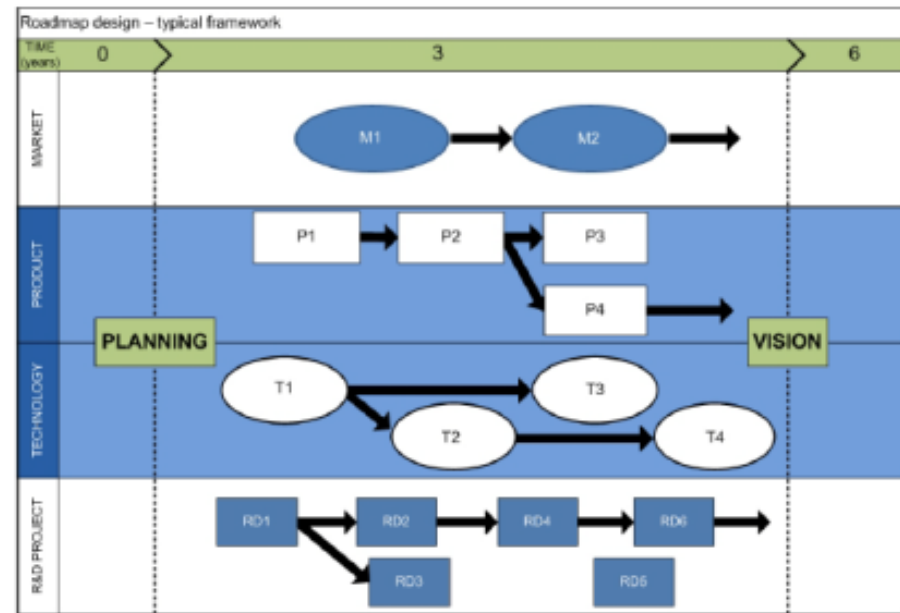 Roadmap design – typical framework
TIME
(years)
0
3
6
MARKET
M1
M2
PRODUCT
P1
P2
P3
P4
PLANNING
VISION
TECHNOLOGY
T1
T3
T2
T4
R&D PROJECT
RD1
RD2
RD4
RD6
RD3
RD5